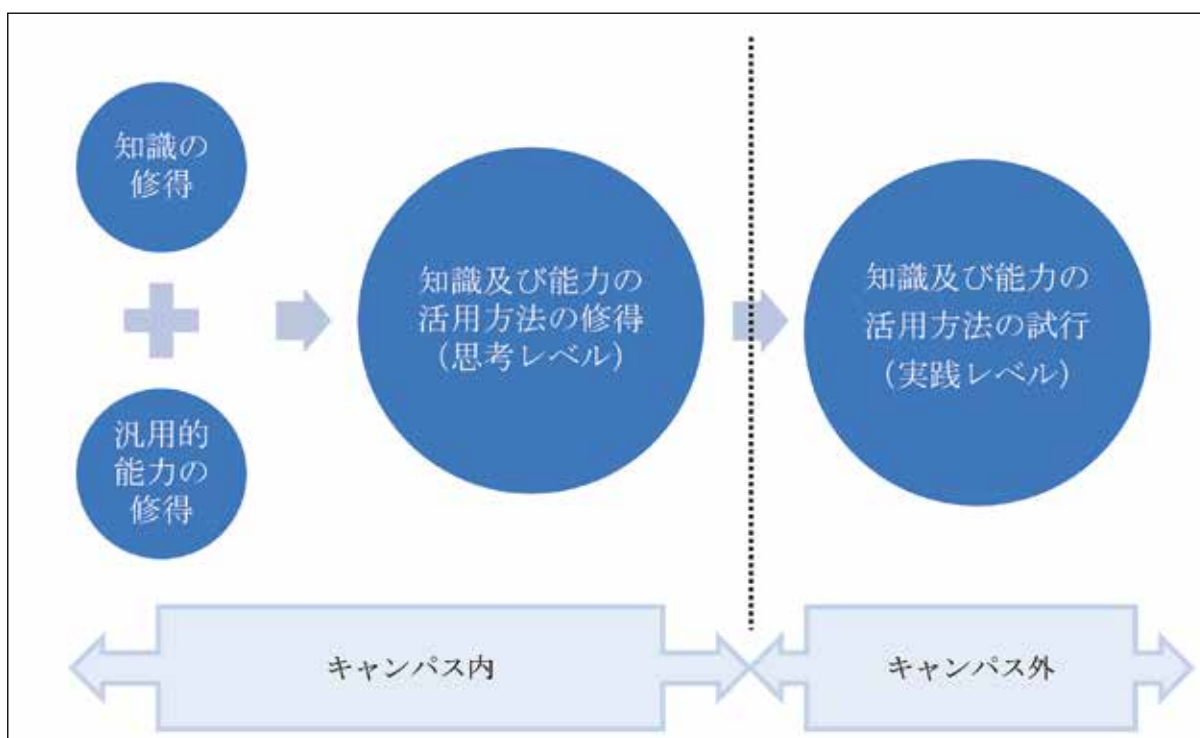 知識の
修得
汎用的
能力の
修得
知識及び能力の
活用方法の修得
(思考レベル)
知識及び能力の
活用方法の試行
(実践レベル)
キャンパス内
キャンパス外